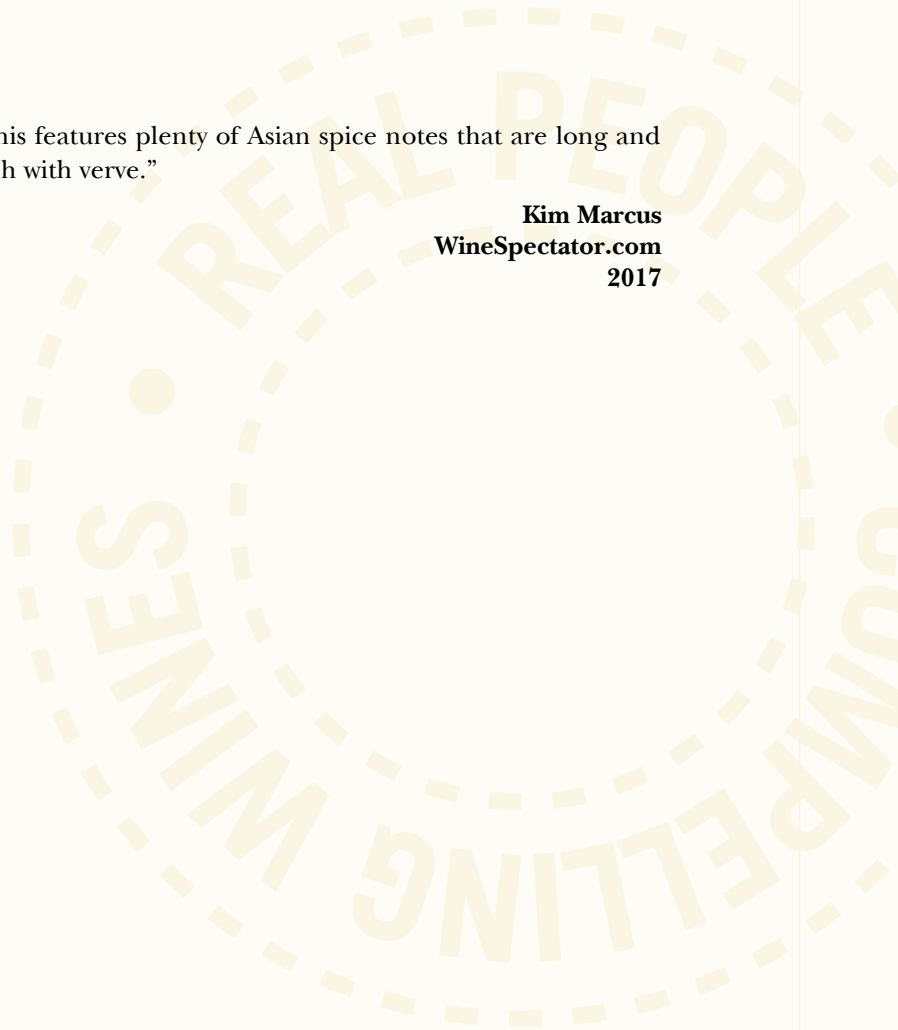 his features plenty of Asian spice notes that are long and
h with verve.”
Kim Marcus
WineSpectator.com
2017
REAL PEOPLE • COMPELLING WINES •